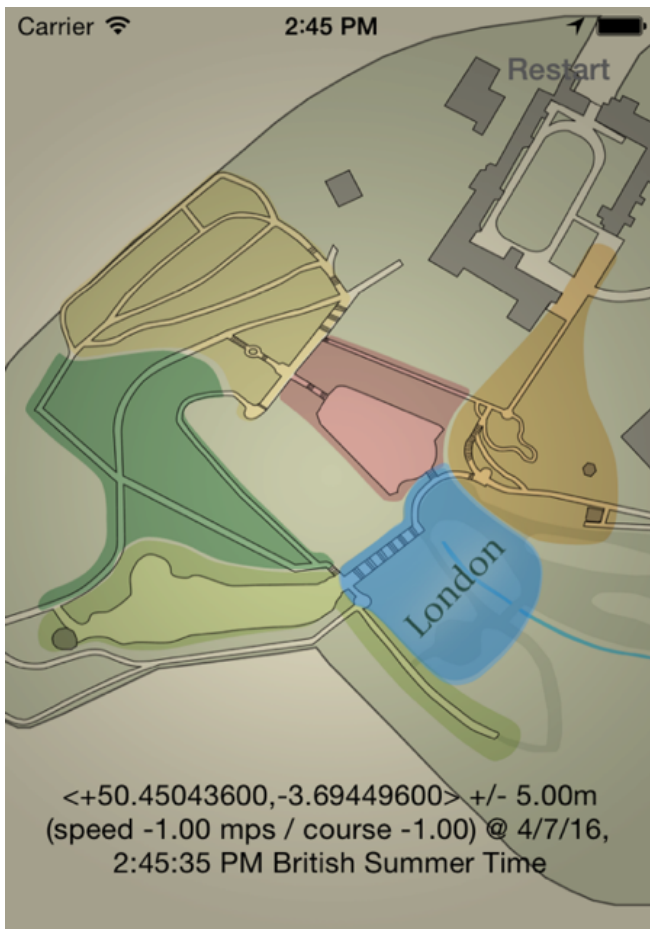 Carrier 2:45 PM
Restart
London
<+50.45043600,-3.69449600> +/- 5.00m
(speed -1.00 mps / course -1.00) @ 4/7/16,
2:45:35 PM British Summer Time